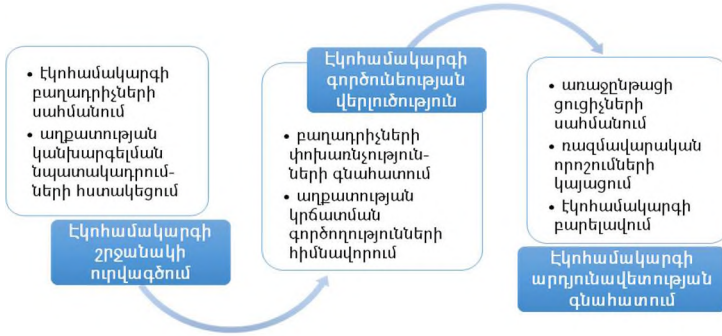 • էկոհամակարգի
բաղադրիչների
սահմանում
• աղքատության
կանխարգելման
նպատակադրում-
ների հստակեցում
Էկոհամակարգի
շրջանակի
ուրվագծում
Էկոհամակարգի
գործունեության
վերլուծություն
• բաղադրիչների
փոխառնչություն-
ների գնահատում
• աղքատության
կրճատման
գործողությունների
հիմնավորում
• առաջընթացի
ցուցիչների
սահմանում
• ռազմավարական
որոշումների
կայացում
• էկոհամակարգի
բարելավում
Էկոհամակարգի
արդյունավետության
գնահատում